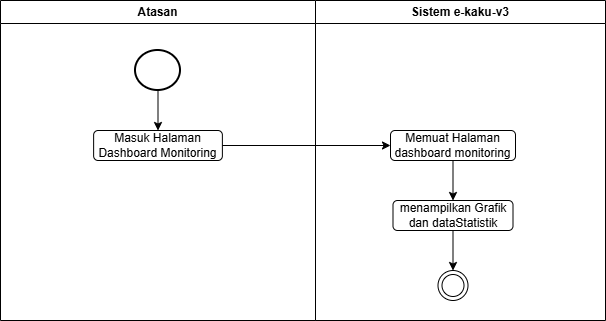 Atasan
Sistem e-kaku-v3
Masuk Halaman
Dashboard Monitoring
Memuat Halaman
dashboard monitoring
menampilkan Grafik
dan dataStatistik